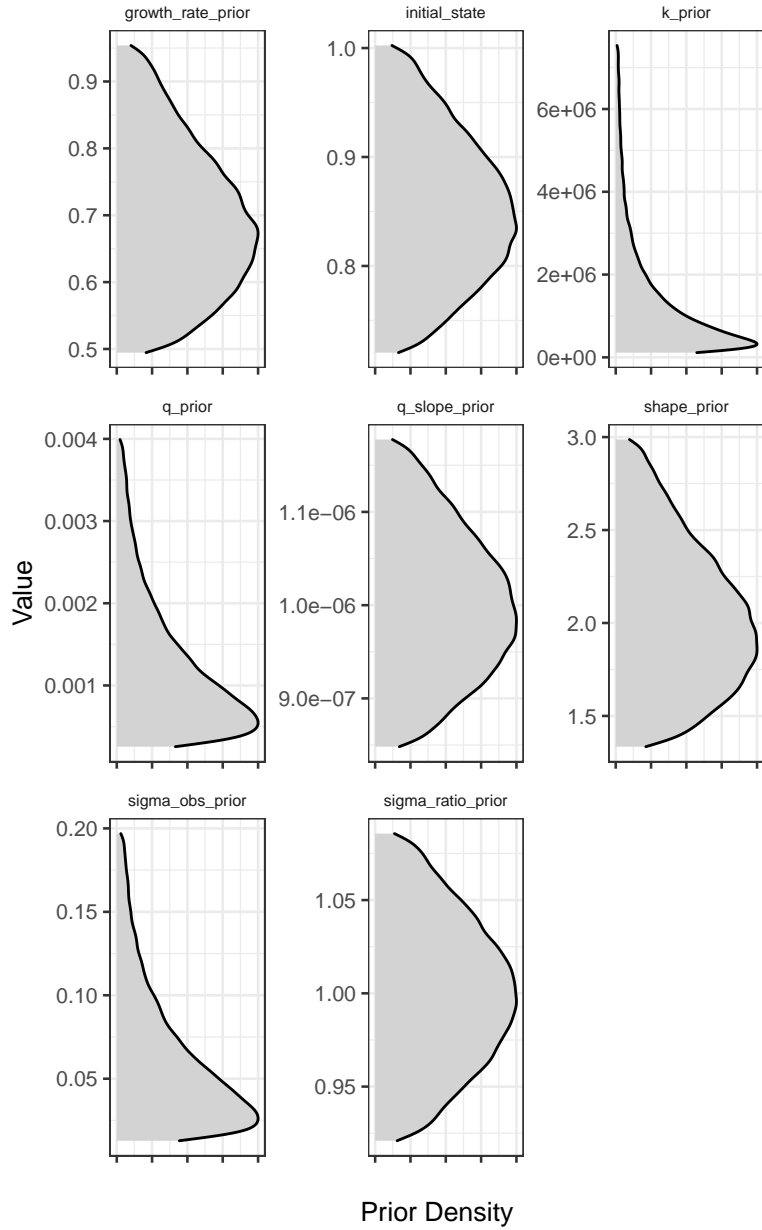 growth_rate_prior
initial_state
k_prior
0.9
0.8
0.7
0.6
0.5
1.0
0.9
0.8
6e+06
4e+06
2e+06
0e+00
q_prior
q_slope_prior
shape_prior
0.004
0.003
0.002
0.001
1.1e−06
1.0e−06
9.0e−07
3.0
2.5
2.0
1.5
Value
sigma_obs_prior
sigma_ratio_prior
0.20
0.15
0.10
0.05
1.05
1.00
0.95
Prior Density